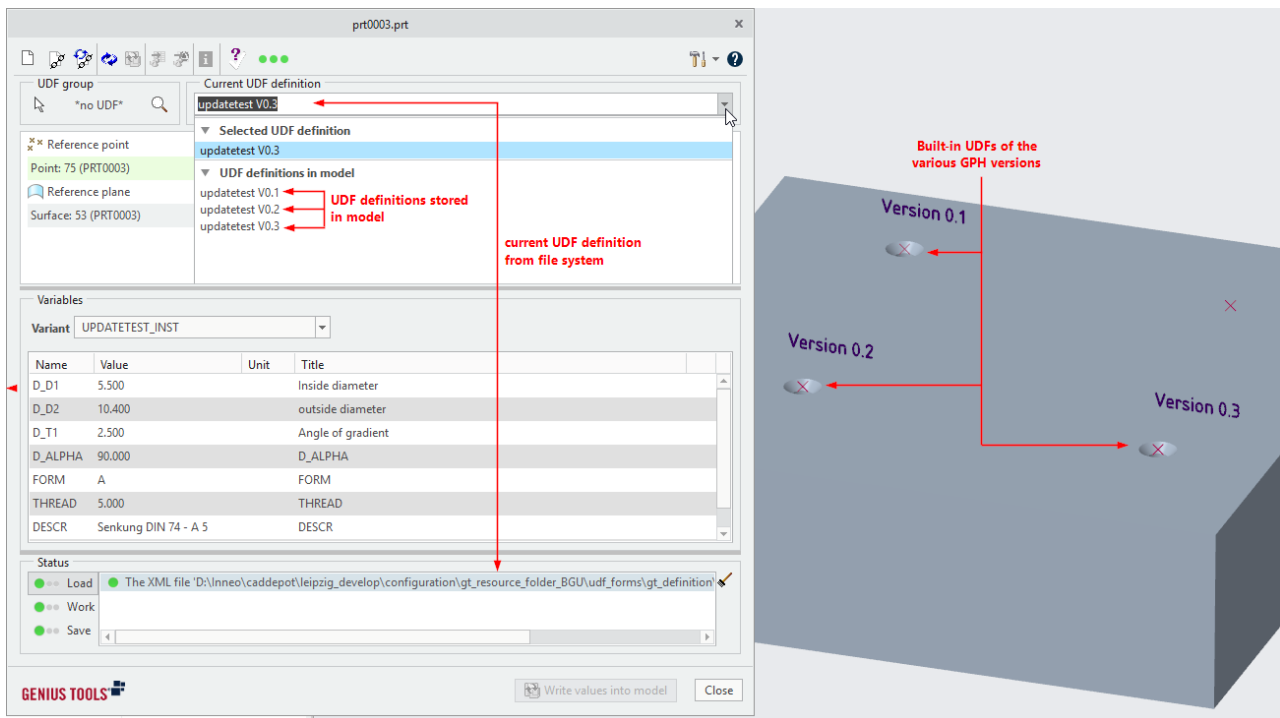 prt0003.prt
UDF group
*no UDF*
Current UDF definition
updatetest V0.3
Selected UDF definition
updatetest V0.3
UDF definitions in model
updatetest V0.1
updatetest V0.2
updatetest V0.3
UDF definitions stored
in model
Reference point
Point: 75 (PRT0003)
Reference plane
Surface: 53 (PRT0003)
current UDF definition
from file system
Variables
Variant UPDATETEST_INST
Name Value Unit Title
D_D1 5.500 Inside diameter
D_D2 10.400 outside diameter
D_T1 2.500 Angle of gradient
D_ALPHA 90.000 D_ALPHA
FORM A FORM
THREAD 5.000 THREAD
DESCR Senkung DIN 74 - A 5 DESCR
Status
Load The XML file 'D:\Inneo\caddepot\leipzig_develop\configuration\gt_resource_folder_BGU\udf_forms\gt_definition\
Work
Save
GENIUS TOOLS
Write values into model
Close
Built-in UDFs of the
various GPH versions
Version 0.1
Version 0.2
Version 0.3